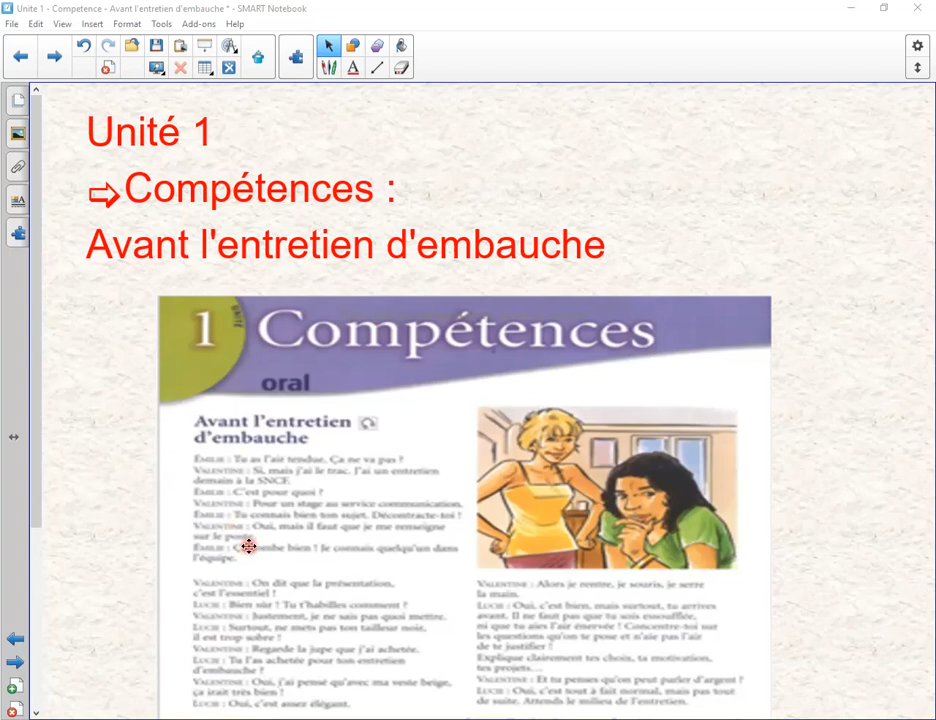 Unité 1 - Competence - Avant l'entretien d'embauche * - SMART Notebook
File Edit View Insert Format Tools Add-ons Help
Unité 1
⇨Compétences :
Avant l'entretien d'embauche
1 UNITÉ Compétences
oral
Avant l'entretien
d'embauche
ÉMILIE : Tu as l'air tendue. Ça ne va pas ?
VALENTINE : Si, mais j'ai le trac. J'ai un entretien
demain à la SNCF.
ÉMILIE : C'est pour quoi ?
VALENTINE : Pour un stage au service communication.
ÉMILIE : Tu connais bien ton sujet. Décontracte-toi !
VALENTINE : Oui, mais il faut que je me renseigne
sur le
ÉMILIE : bien ! Je connais quelqu'un dans
l'équipe.
VALENTINE : On dit que la présentation,
c'est l'essentiel !
LUCIE : Bien sûr ! Tu t'habilles comment ?
VALENTINE : Justement, je ne sais pas quoi mettre.
LUCIE : Surtout, ne mets pas ton tailleur noir,
il est trop sobre !
VALENTINE : Regarde la jupe que j'ai achetée.
LUCIE : Tu l'as achetée pour ton entretien
d'embauche ?
VALENTINE : Oui, j'ai pensé qu'avec ma veste beige,
ça irait très bien !
LUCIE : Oui, c'est assez élégant.
VALENTINE : Alors je rentre, je souris, je serre
la main.
LUCIE : Oui, c'est bien, mais surtout, tu arrives
avant. Il ne faut pas que tu sois essoufflée,
ni que tu aies l'air énervée ! Concentre-toi sur
les questions qu'on te pose et n'aie pas l'air
de te justifier !
Explique clairement tes choix, ta motivation,
tes projets...
VALENTINE : Et tu penses qu'on peut parler d'argent ?
LUCIE : Oui, c'est tout à fait normal, mais pas tout
de suite. Attends le milieu de l'entretien.